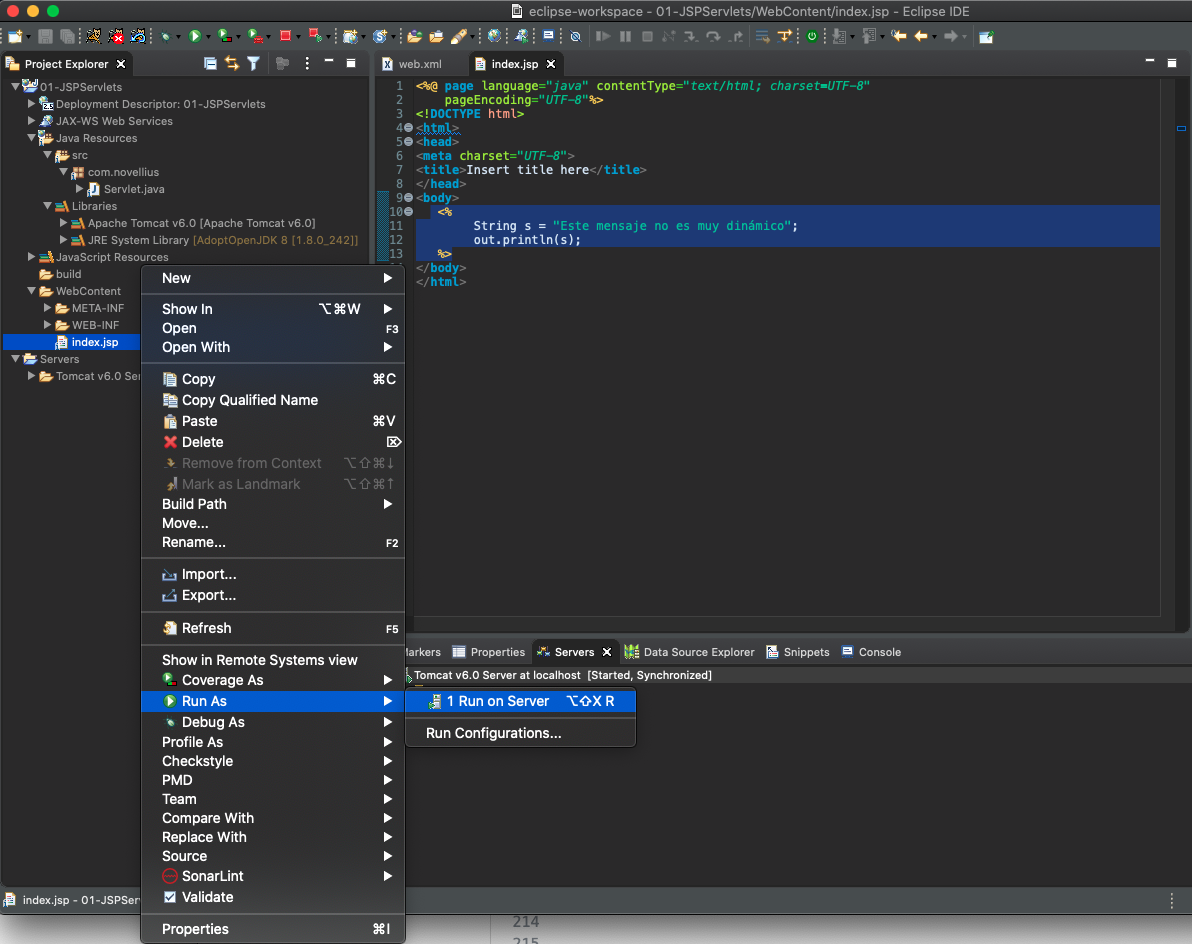 eclipse-workspace - 01-JSPServlets/WebContent/index.jsp - Eclipse IDE
Project Explorer
01-JSPServlets
Deployment Descriptor: 01-JSPServlets
JAX-WS Web Services
Java Resources
src
com.novellius
Servlet.java
Libraries
Apache Tomcat v6.0 [Apache Tomcat v6.0]
JRE System Library [AdoptOpenJDK 8 [1.8.0_242]]
JavaScript Resources
build
WebContent
META-INF
WEB-INF
index.jsp
Servers
Tomcat v6.0 Ser
web.xml
index.jsp
1 <%@ page language="java" contentType="text/html; charset=UTF-8"
2 pageEncoding="UTF-8"%>
3 <!DOCTYPE html>
4 <html>
5 <head>
6 <meta charset="UTF-8">
7 <title>Insert title here</title>
8 </head>
9 <body>
10 <%
11 String s = "Este mensaje no es muy dinámico";
12 out.println(s);
13 %>
</body>
</html>
New
Show In ⌥⌘W
Open F3
Open With
Copy ⌘C
Copy Qualified Name
Paste ⌘V
Delete ⌦
Remove from Context ⌥⇧⌘↓
Mark as Landmark ⌥⇧⌘↑
Build Path
Move...
Rename... F2
Import...
Export...
Refresh F5
Show in Remote Systems view
Coverage As
Run As
Debug As
Profile As
Checkstyle
PMD
Team
Compare With
Replace With
Source
SonarLint
Validate
Properties ⌘I
1 Run on Server ⌥⇧X R
Run Configurations...
larkers
Properties
Servers
Data Source Explorer
Snippets
Console
Tomcat v6.0 Server at localhost [Started, Synchronized]
index.jsp - 01-JSPServ
214
215